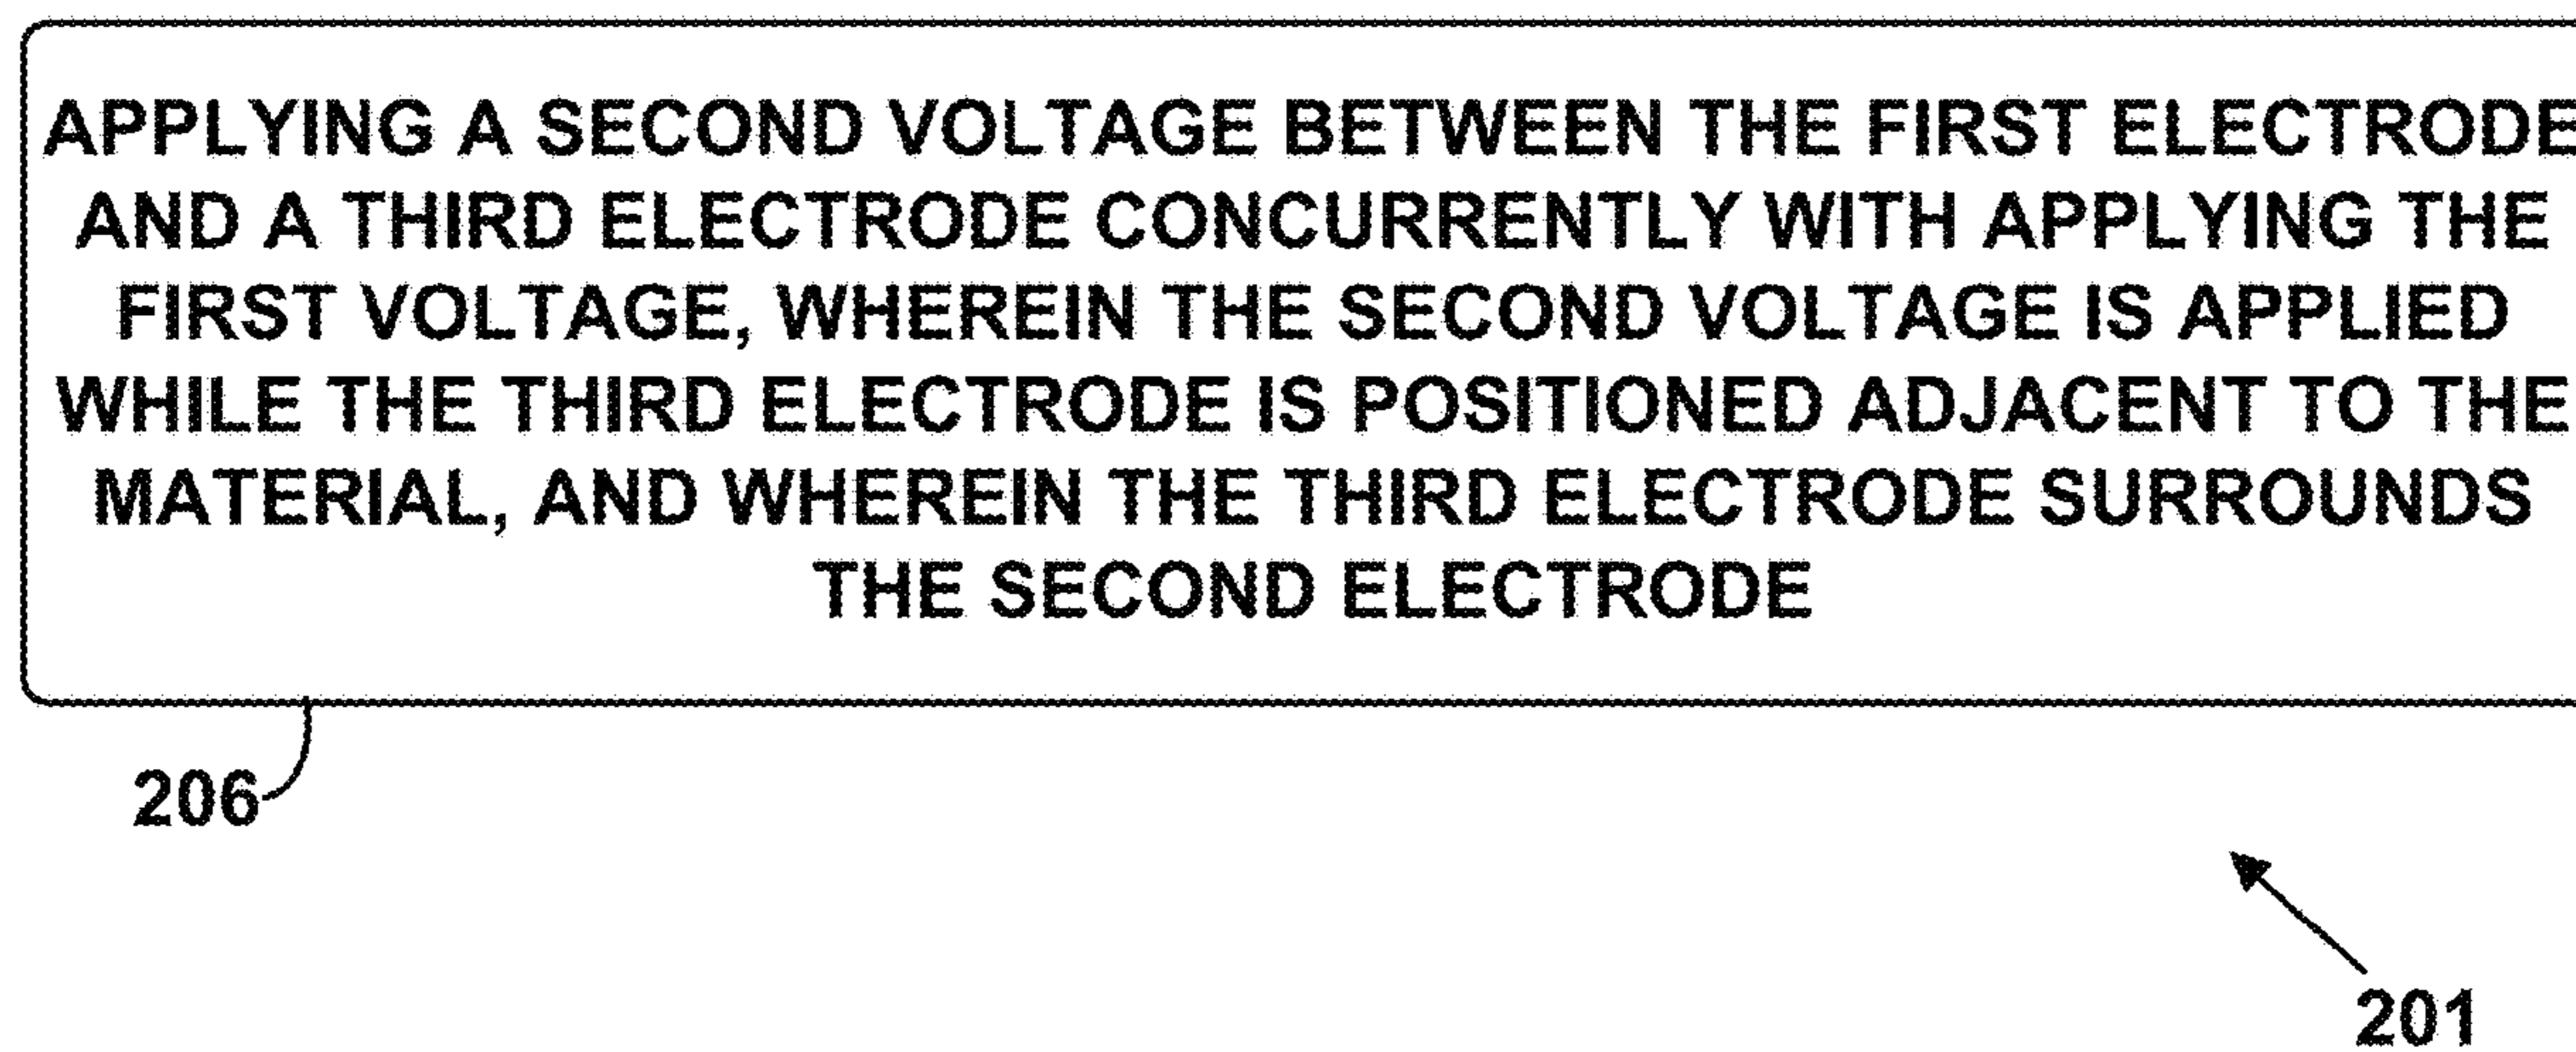 APPLYING A SECOND VOLTAGE BETWEEN THE FIRST ELECTRODE
AND A THIRD ELECTRODE CONCURRENTLY WITH APPLYING THE
FIRST VOLTAGE, WHEREIN THE SECOND VOLTAGE IS APPLIED
WHILE THE THIRD ELECTRODE IS POSITIONED ADJACENT TO THE
MATERIAL, AND WHEREIN THE THIRD ELECTRODE SURROUNDS
THE SECOND ELECTRODE
206
201